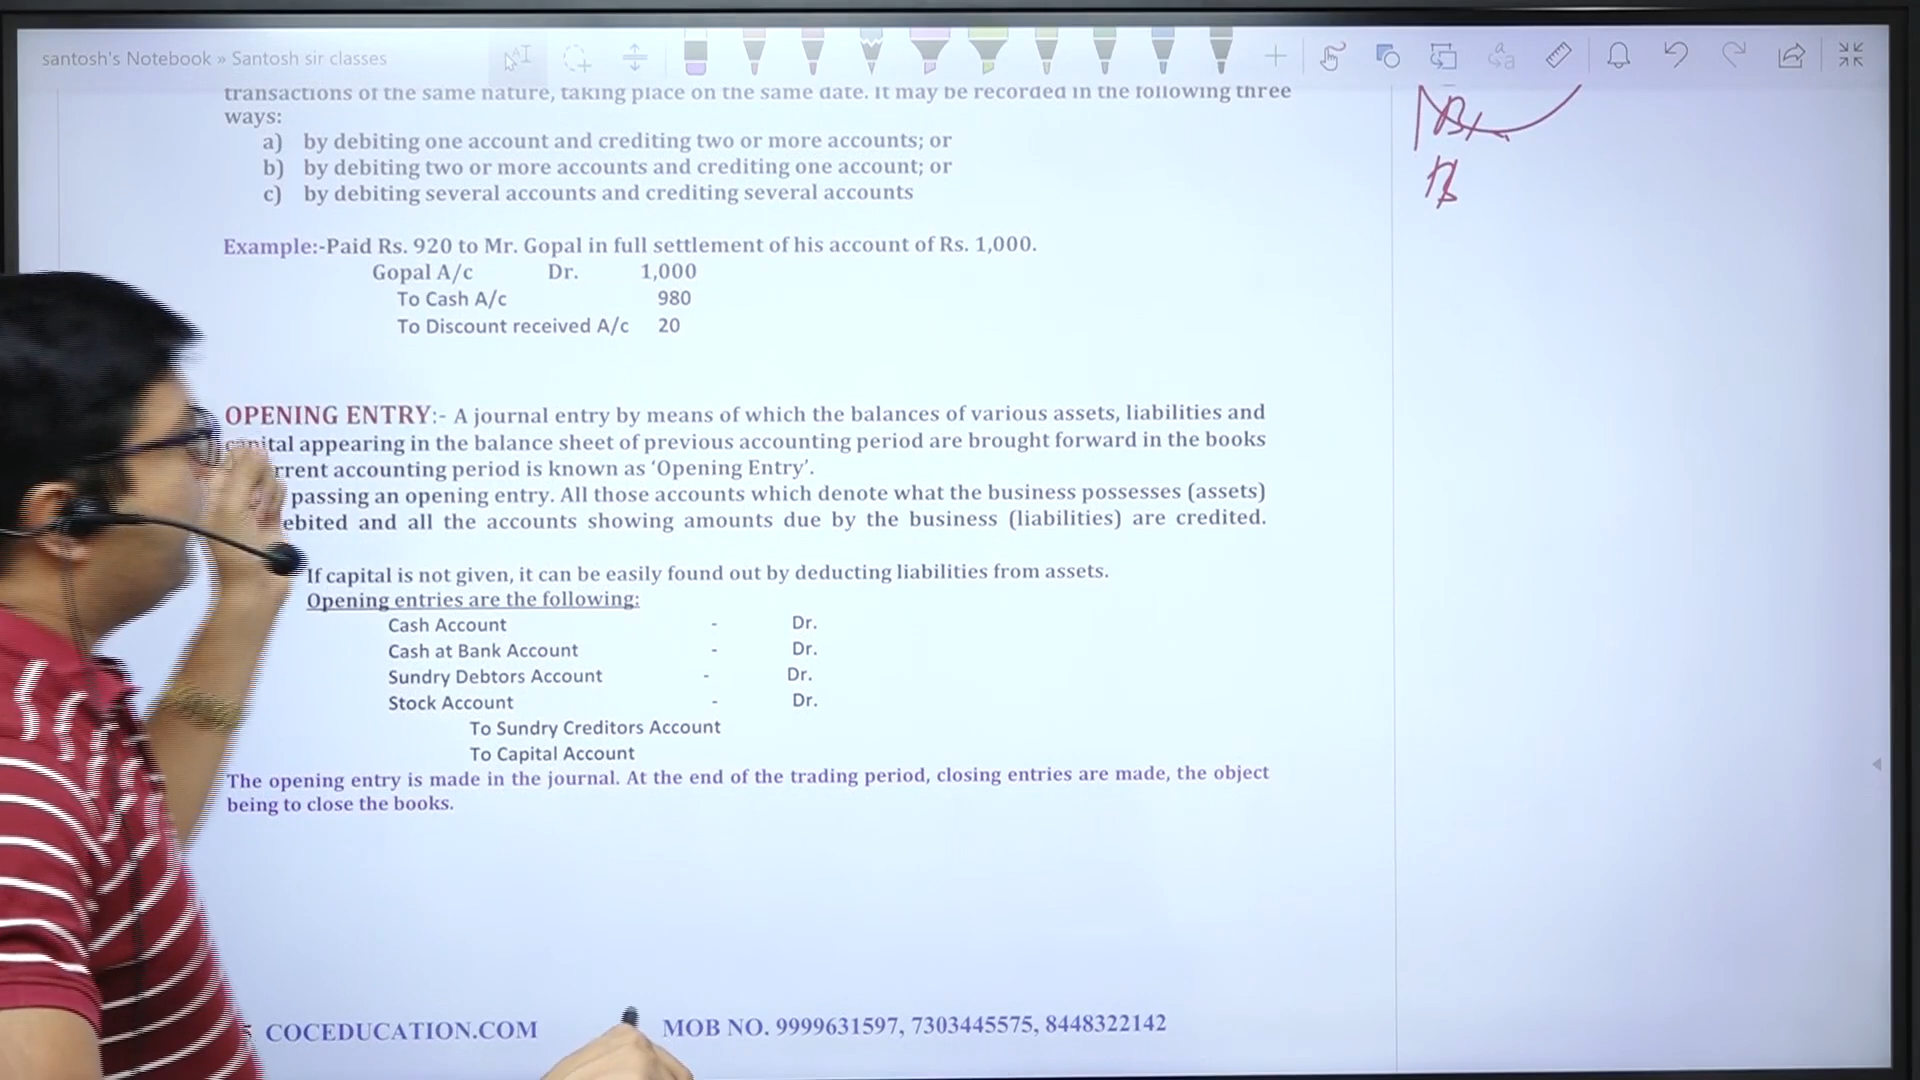 santosh's Notebook » Santosh sir classes
transactions of the same nature, taking place on the same date. It may be recorded in the following three
ways:
a) by debiting one account and crediting two or more accounts; or
b) by debiting two or more accounts and crediting one account; or
c) by debiting several accounts and crediting several accounts
Example:-Paid Rs. 920 to Mr. Gopal in full settlement of his account of Rs. 1,000.
Gopal A/c Dr. 1,000
To Cash A/c 980
To Discount received A/c 20
OPENING ENTRY:- A journal entry by means of which the balances of various assets, liabilities and
capital appearing in the balance sheet of previous accounting period are brought forward in the books
rrent accounting period is known as ‘Opening Entry’.
passing an opening entry. All those accounts which denote what the business possesses (assets)
ebited and all the accounts showing amounts due by the business (liabilities) are credited.
If capital is not given, it can be easily found out by deducting liabilities from assets.
Opening entries are the following:
Cash Account - Dr.
Cash at Bank Account - Dr.
Sundry Debtors Account - Dr.
Stock Account - Dr.
To Sundry Creditors Account
To Capital Account
The opening entry is made in the journal. At the end of the trading period, closing entries are made, the object
being to close the books.
COCEDUCATION.COM MOB NO. 9999631597, 7303445575, 8448322142